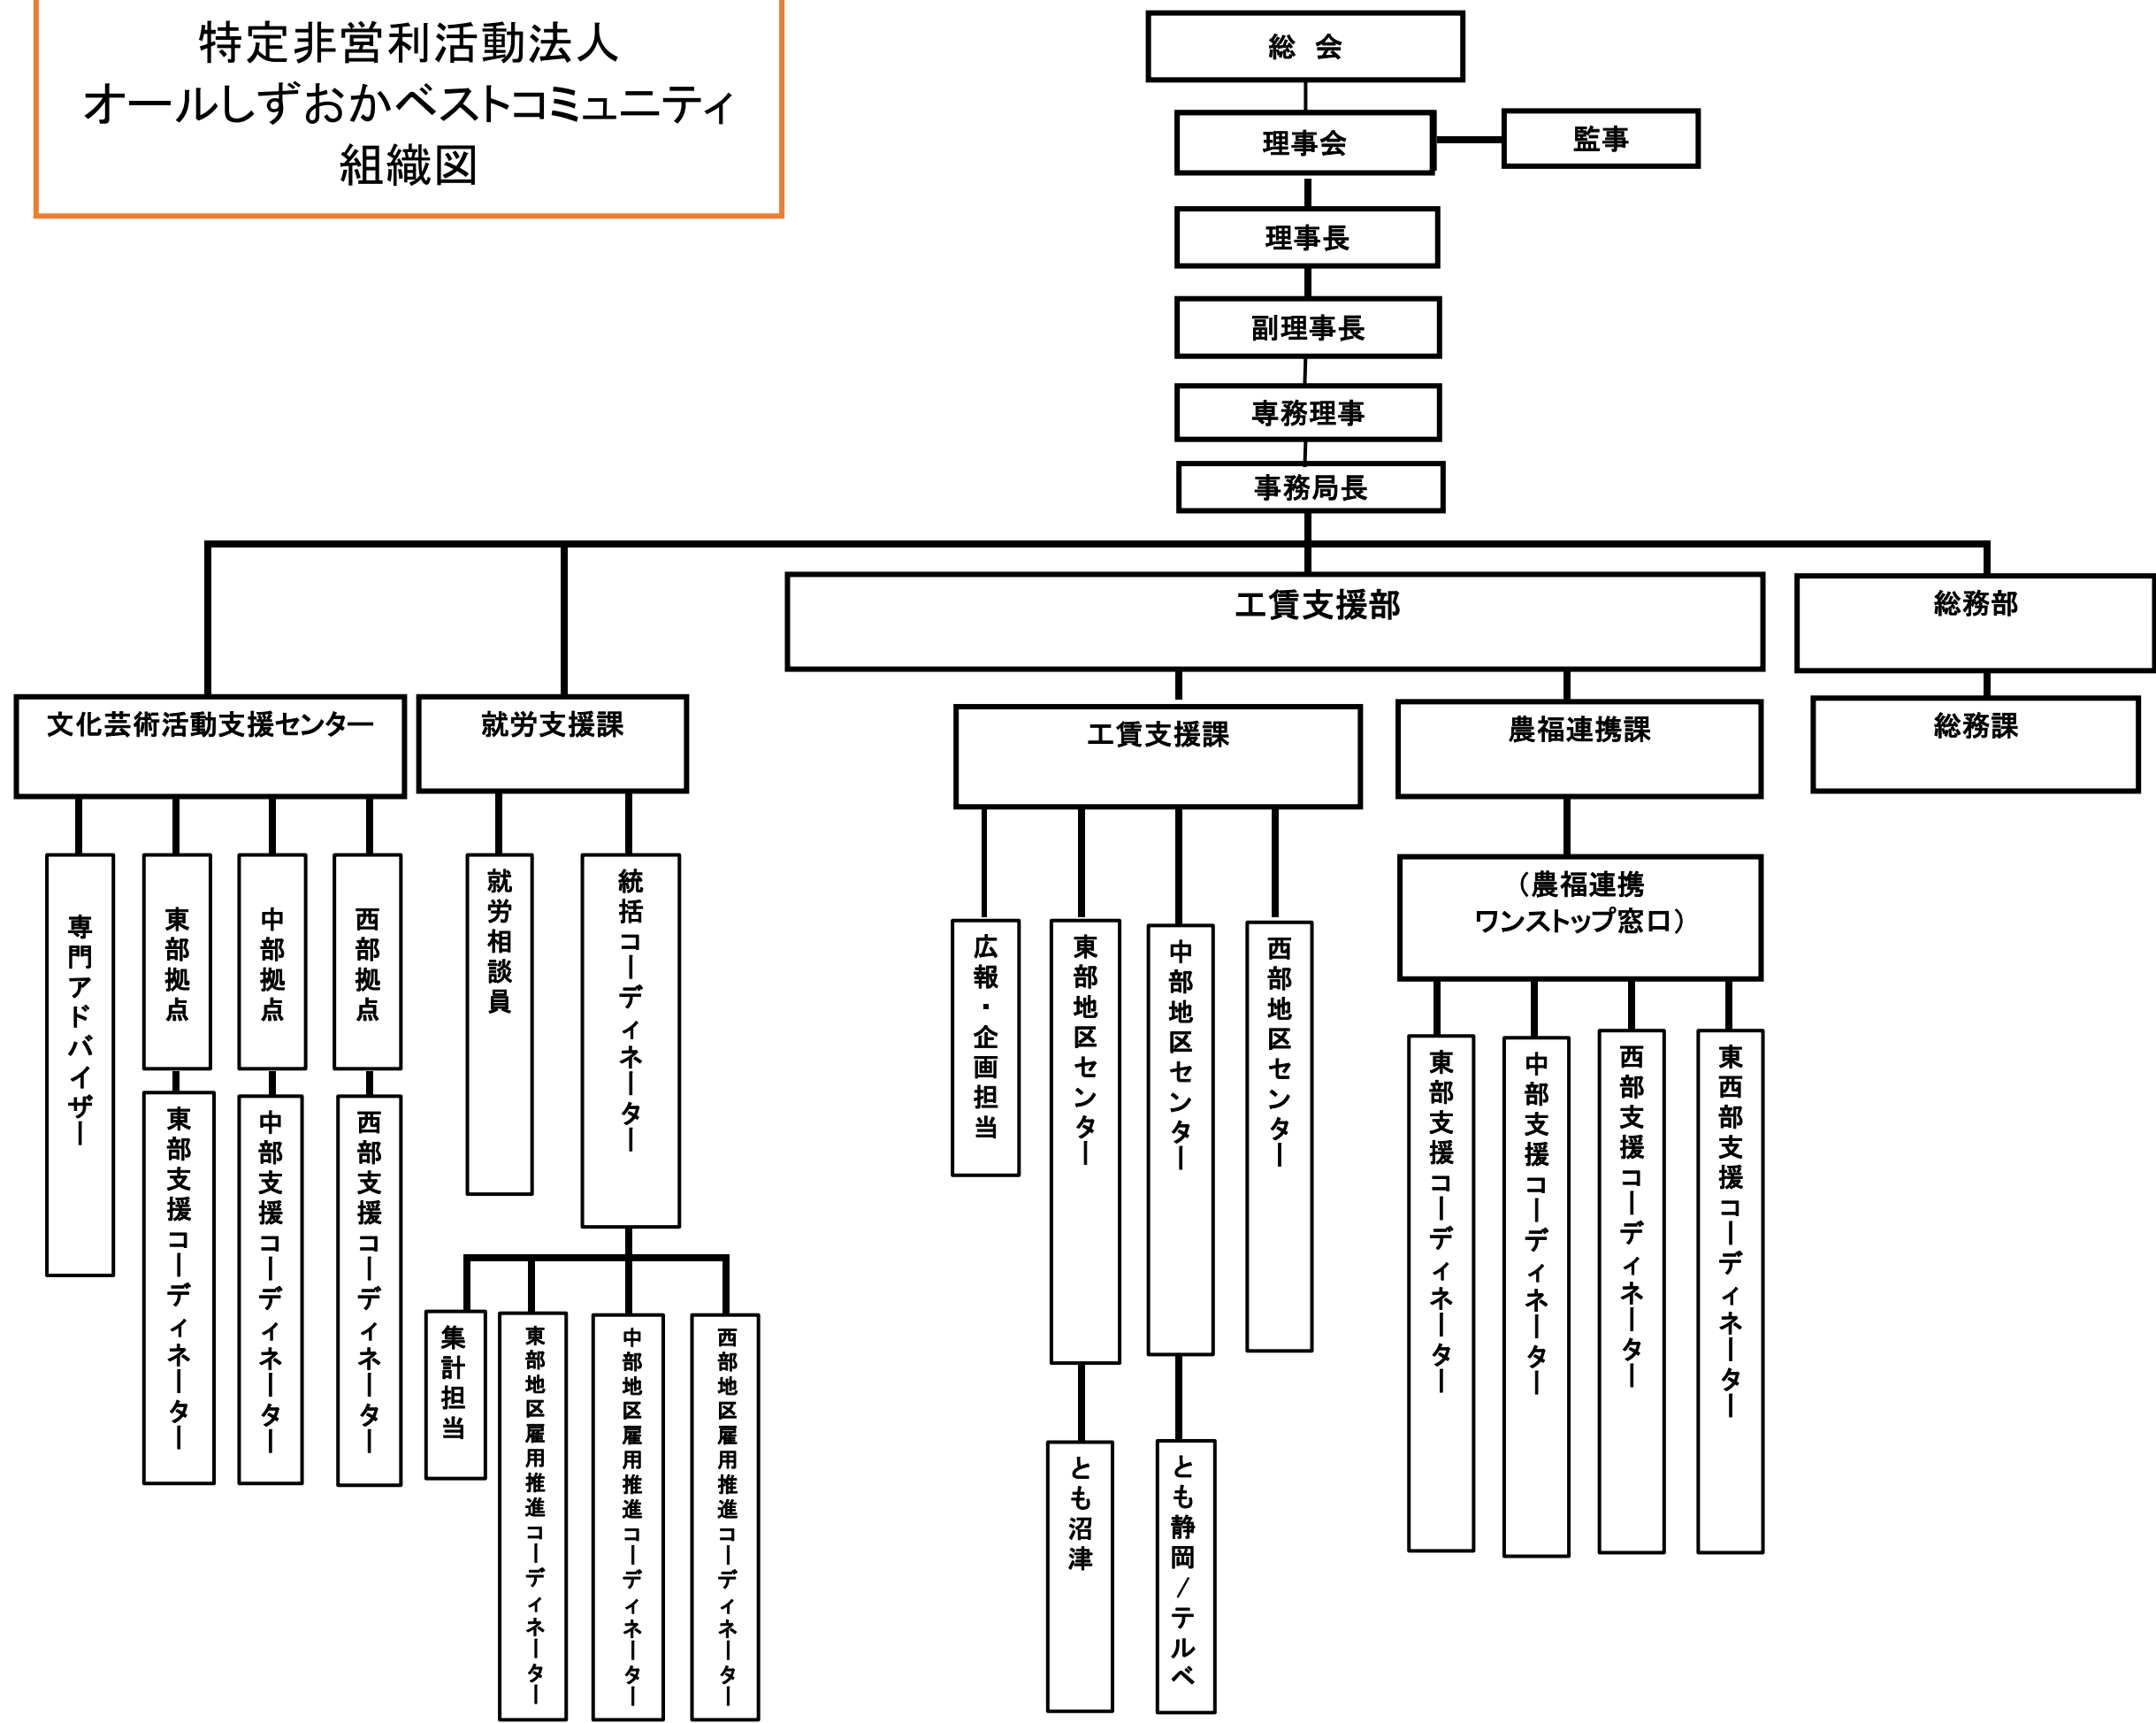 特定非営利活動法人
オールしずおかベストコミュニティ
組織図
総 会
理事会
監事
理事長
副理事長
専務理事
事務局長
工賃支援部
総務部
文化芸術活動支援センター
就労支援課
工賃支援課
農福連携課
総務課
専門アドバイザー
東部拠点
中部拠点
西部拠点
就労相談員
統括コーディネーター
(農福連携
ワンストップ窓口)
広報・企画担当
東部地区センター
中部地区センター
西部地区センター
東部支援コーディネーター
中部支援コーディネーター
西部支援コーディネーター
東西部支援コーディネーター
東部支援コーディネーター
中部支援コーディネーター
西部支援コーディネーター
集計担当
東部地区雇用推進コーディネーター
中部地区雇用推進コーディネーター
西部地区雇用推進コーディネーター
とも沼津
とも静岡/テルベ